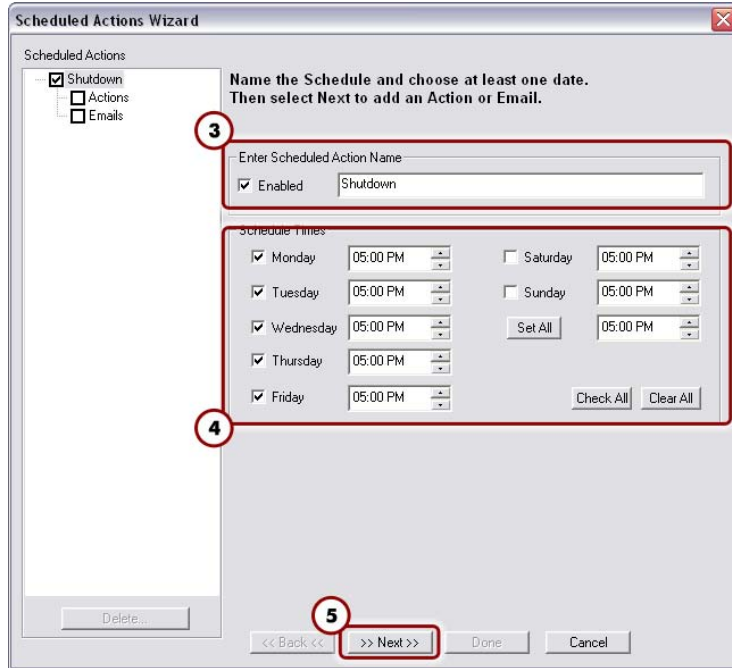 Scheduled Actions Wizard
Scheduled Actions
Shutdown
Actions
Emails
Name the Schedule and choose at least one date.
Then select Next to add an Action or Email.
3
Enter Scheduled Action Name
Enabled Shutdown
Schedule Times
Monday 05:00 PM Saturday 05:00 PM
Tuesday 05:00 PM Sunday 05:00 PM
Wednesday 05:00 PM Set All 05:00 PM
Thursday 05:00 PM
Friday 05:00 PM Check All Clear All
4
5
Delete...
<< Back << >> Next >> Done Cancel